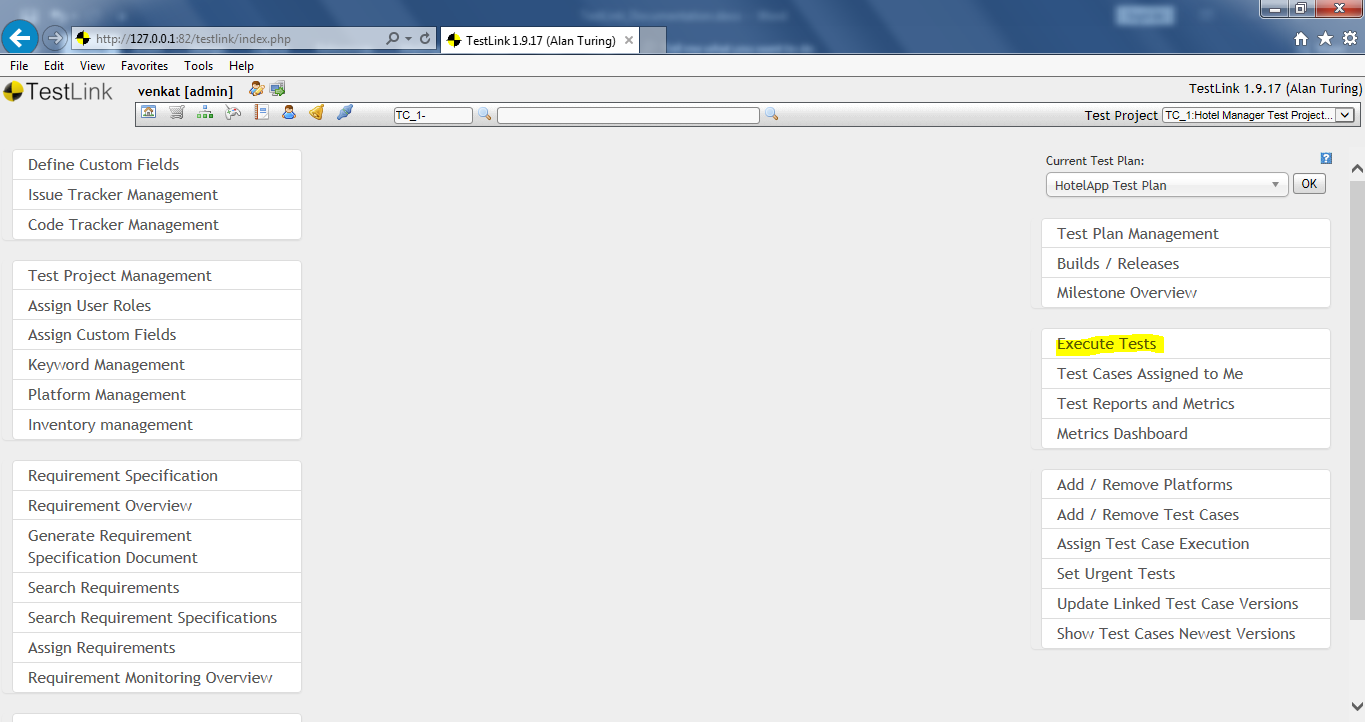 http://127.0.0.1:82/testlink/index.php
TestLink 1.9.17 (Alan Turing)
File Edit View Favorites Tools Help
TestLink
venkat [admin]
TestLink 1.9.17 (Alan Turing)
TC_1-
Test Project
TC_1:Hotel Manager Test Project...
Define Custom Fields
Issue Tracker Management
Code Tracker Management
Test Project Management
Assign User Roles
Assign Custom Fields
Keyword Management
Platform Management
Inventory management
Requirement Specification
Requirement Overview
Generate Requirement
Specification Document
Search Requirements
Search Requirement Specifications
Assign Requirements
Requirement Monitoring Overview
Current Test Plan:
?
HotelApp Test Plan
OK
Test Plan Management
Builds / Releases
Milestone Overview
Execute Tests
Test Cases Assigned to Me
Test Reports and Metrics
Metrics Dashboard
Add / Remove Platforms
Add / Remove Test Cases
Assign Test Case Execution
Set Urgent Tests
Update Linked Test Case Versions
Show Test Cases Newest Versions